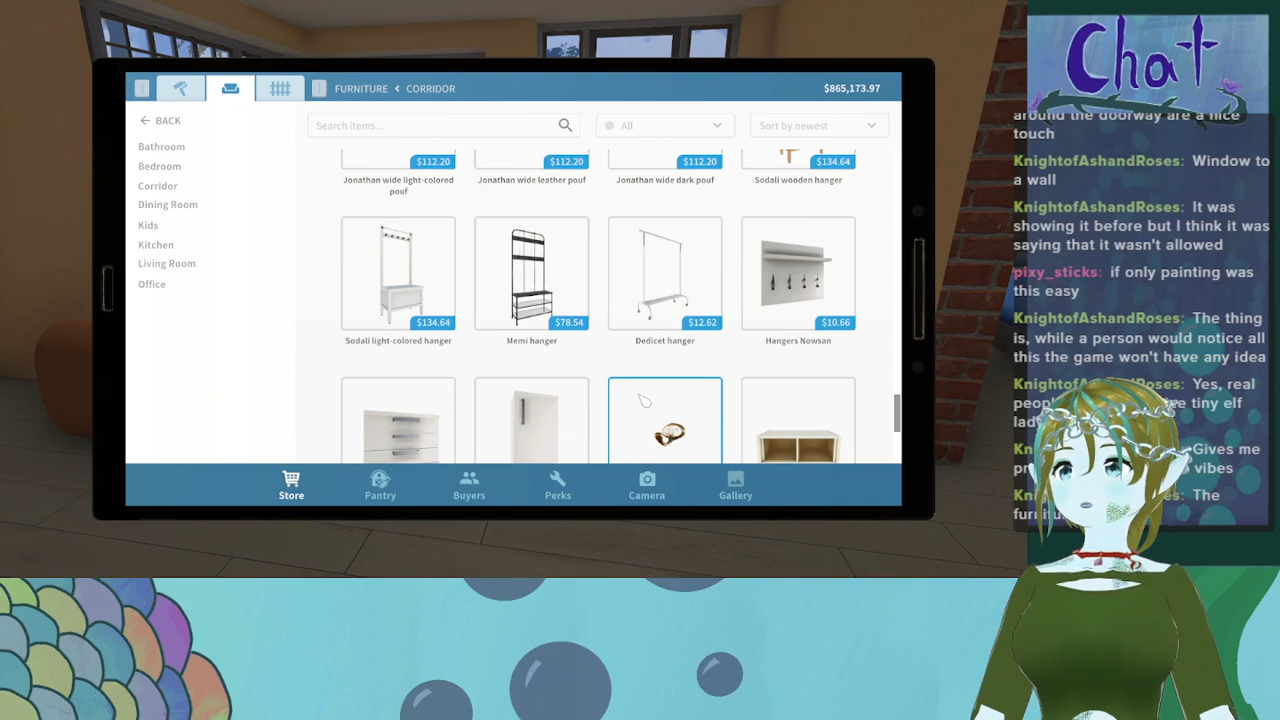 FURNITURE < CORRIDOR
$865,173.97
BACK
Bathroom
Bedroom
Corridor
Dining Room
Kids
Kitchen
Living Room
Office
Search items...
All
Sort by newest
$112.20
$112.20
$112.20
$134.64
Jonathan wide light-colored
pouf
Jonathan wide leather pouf
Jonathan wide dark pouf
Sodali wooden hanger
$134.64
$78.54
$12.62
$10.66
Sodali light-colored hanger
Memi hanger
Dedicet hanger
Hangers Nowsan
Store
Pantry
Buyers
Perks
Camera
Gallery
Chat
around the doorway are a nice
touch
KnightofAshandRoses: Window to
a wall
KnightofAshandRoses: It was
showing it before but I think it was
saying that it wasn't allowed
pixy_sticks: if only painting was
this easy
KnightofAshandRoses: The thing
is, while a person would notice all
this the game won't have any idea
Yes, real
tiny elf
Gives me
vibes
The